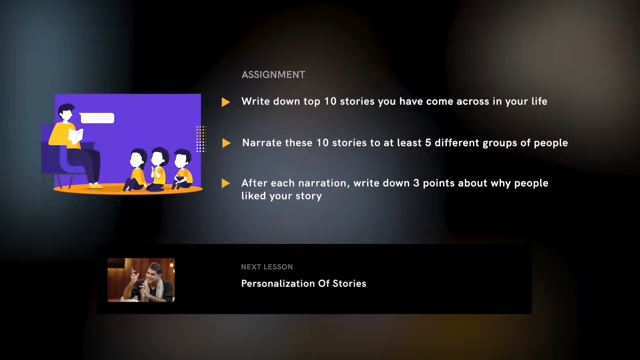 ASSIGNMENT
Write down top 10 stories you have come across in your life
Narrate these 10 stories to at least 5 different groups of people
After each narration, write down 3 points about why people
liked your story
NEXT LESSON
Personalization Of Stories